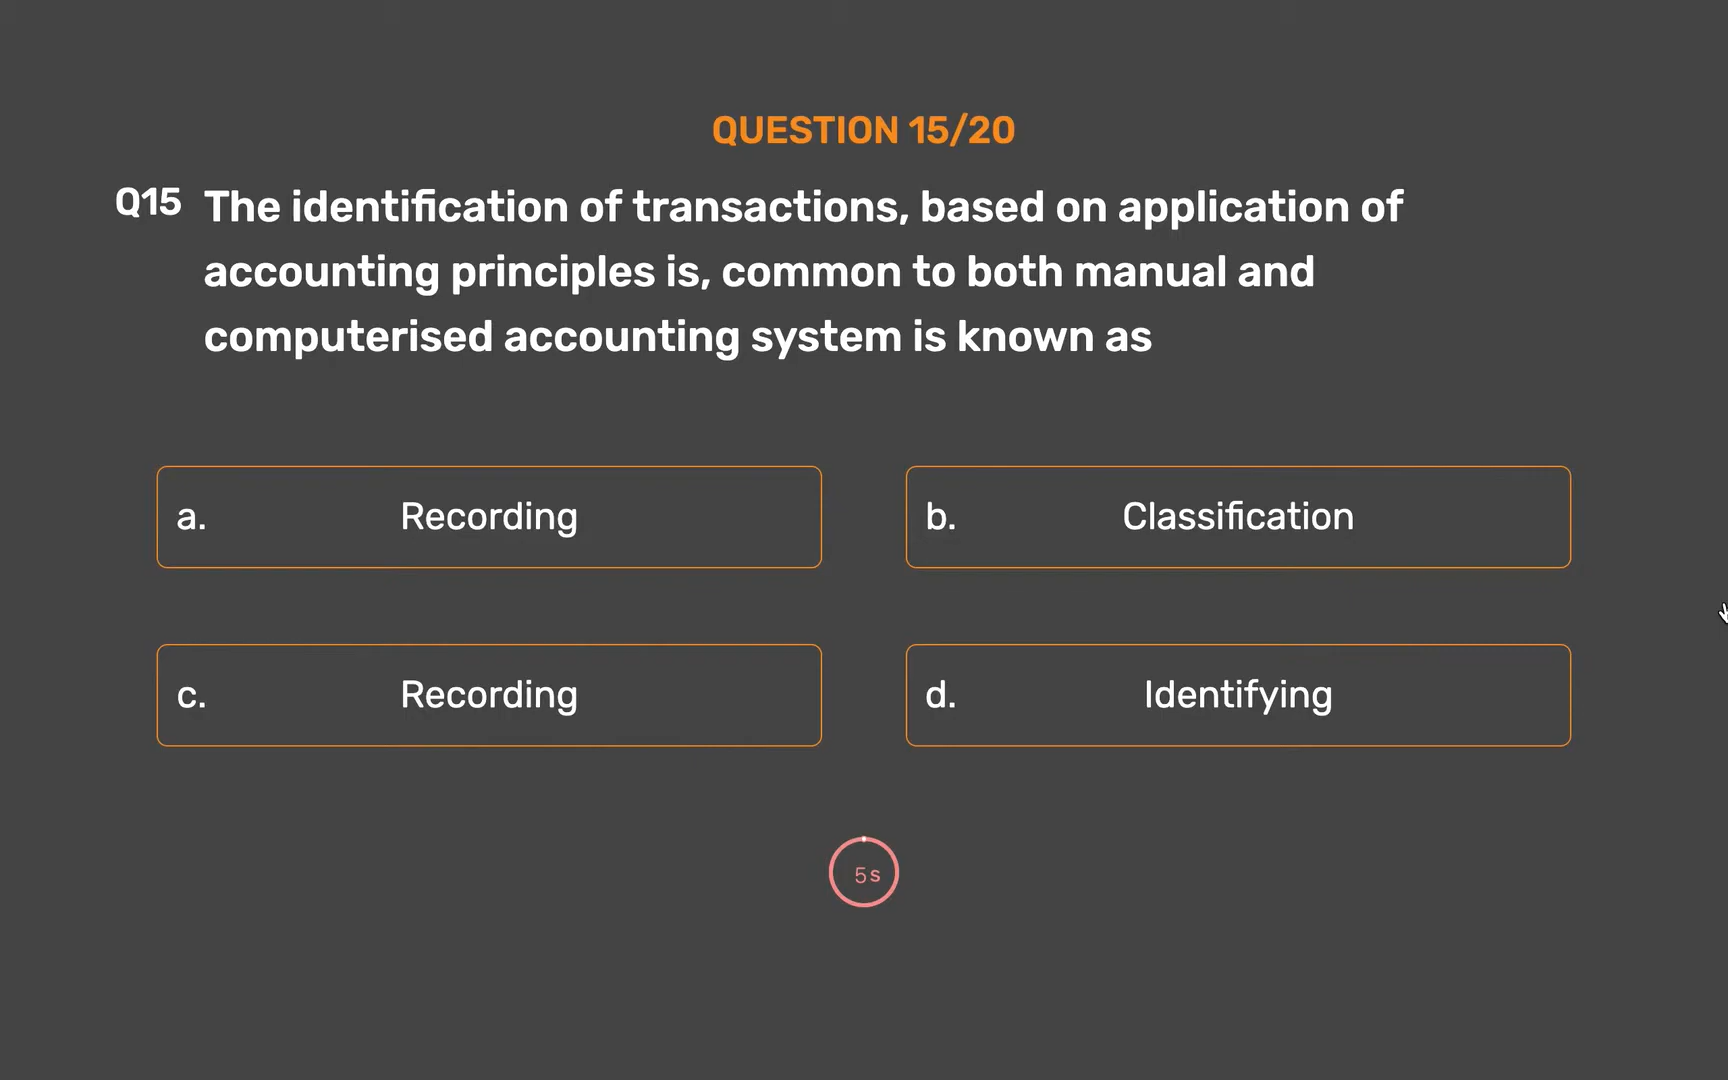 QUESTION 15/20
Q15 The identification of transactions, based on application of
accounting principles is, common to both manual and
computerised accounting system is known as
a. Recording
b. Classification
c. Recording
d. Identifying
5s